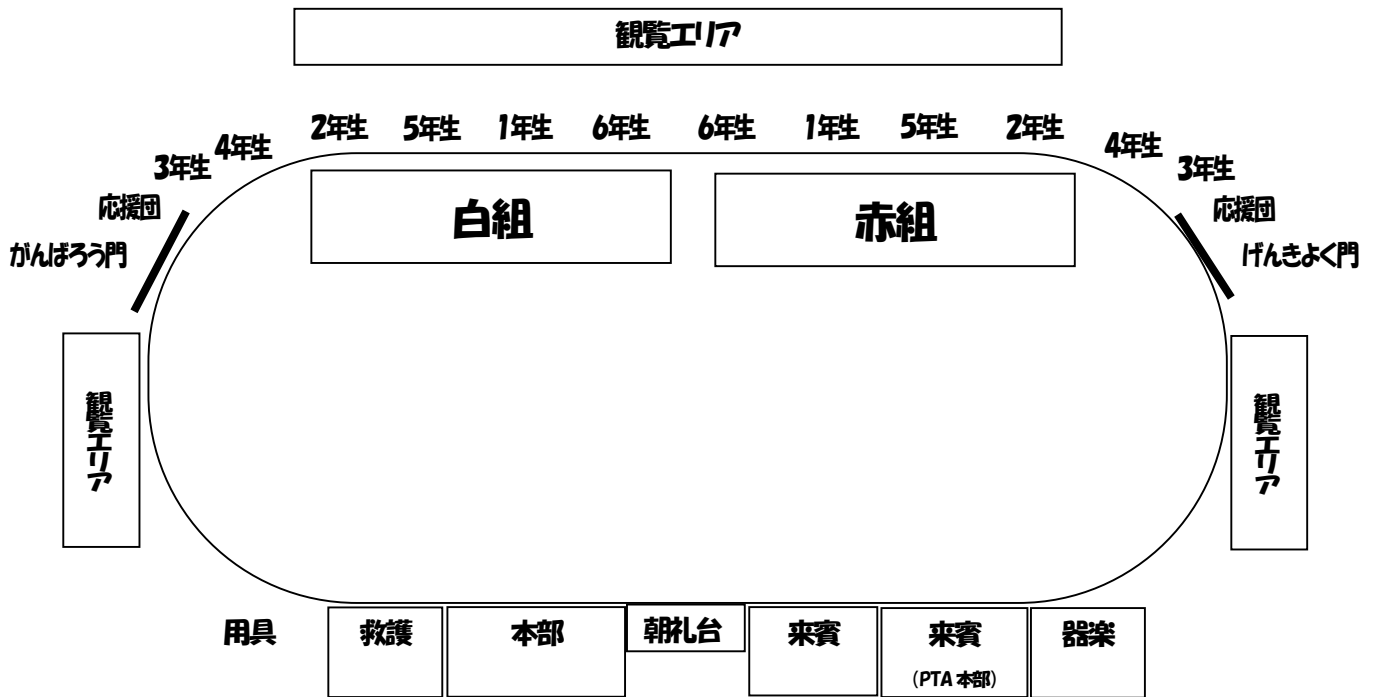 観覧エリア
2年生 5年生 1年生 6年生 6年生 1年生 5年生 2年生
4年生 4年生
3年生 3年生
応援団 白組 赤組 応援団
がんばろう門 げんきよく門
観覧エリア 観覧エリア
用具 救護 本部 朝礼台 来賓 来賓 器楽
(PTA 本部)